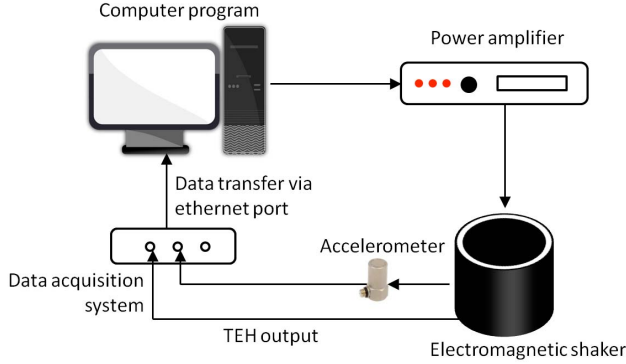 Computer program
Power amplifier
Data transfer via
ethernet port
Accelerometer
Data acquisition
system
TEH output
Electromagnetic shaker